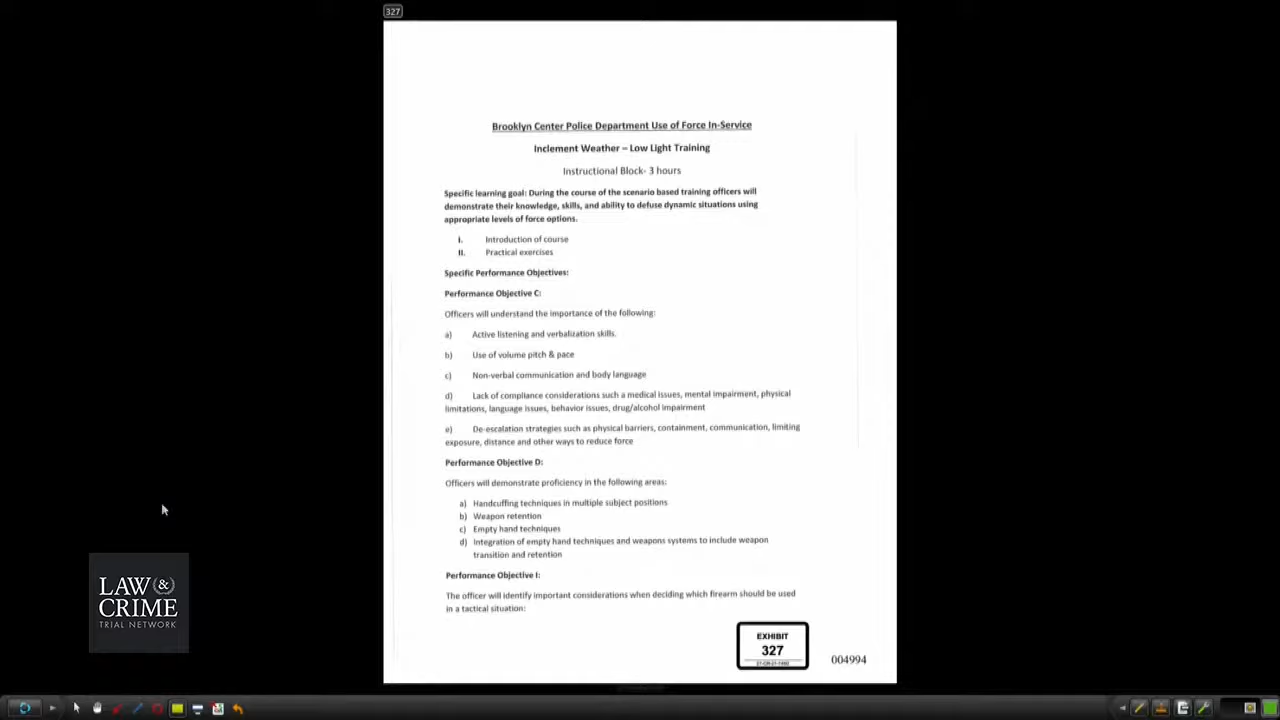 327
Brooklyn Center Police Department Use of Force In-Service
Inclement Weather – Low Light Training
Instructional Block- 3 hours
Specific learning goal: During the course of the scenario based training officers will
demonstrate their knowledge, skills, and ability to defuse dynamic situations using
appropriate levels of force options.
I. Introduction of course
II. Practical exercises
Specific Performance Objectives:
Performance Objective C:
Officers will understand the importance of the following:
a) Active listening and verbalization skills.
b) Use of volume pitch & pace
c) Non-verbal communication and body language
d) Lack of compliance considerations such a medical issues, mental impairment, physical
limitations, language issues, behavior issues, drug/alcohol impairment
e) De-escalation strategies such as physical barriers, containment, communication, limiting
exposure, distance and other ways to reduce force
Performance Objective D:
Officers will demonstrate proficiency in the following areas:
a) Handcuffing techniques in multiple subject positions
b) Weapon retention
c) Empty hand techniques
d) Integration of empty hand techniques and weapons systems to include weapon
transition and retention
Performance Objective I:
The officer will identify important considerations when deciding which firearm should be used
in a tactical situation:
EXHIBIT
327
004994
LAW &
CRIME
TRIAL NETWORK